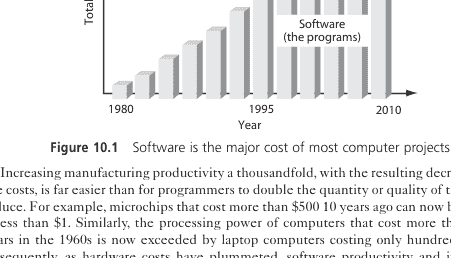 Total
Software
(the programs)
1980
1995
2010
Year
Figure 10.1 Software is the major cost of most computer projects
Increasing manufacturing productivity a thousandfold, with the resulting decr
e costs, is far easier than for programmers to double the quantity or quality of t
duce. For example, microchips that cost more than $500 10 years ago can now b
less than $1. Similarly, the processing power of computers that cost more th
ars in the 1960s is now exceeded by laptop computers costing only hundre
sequently, as hardware costs have plummeted, software productivity and